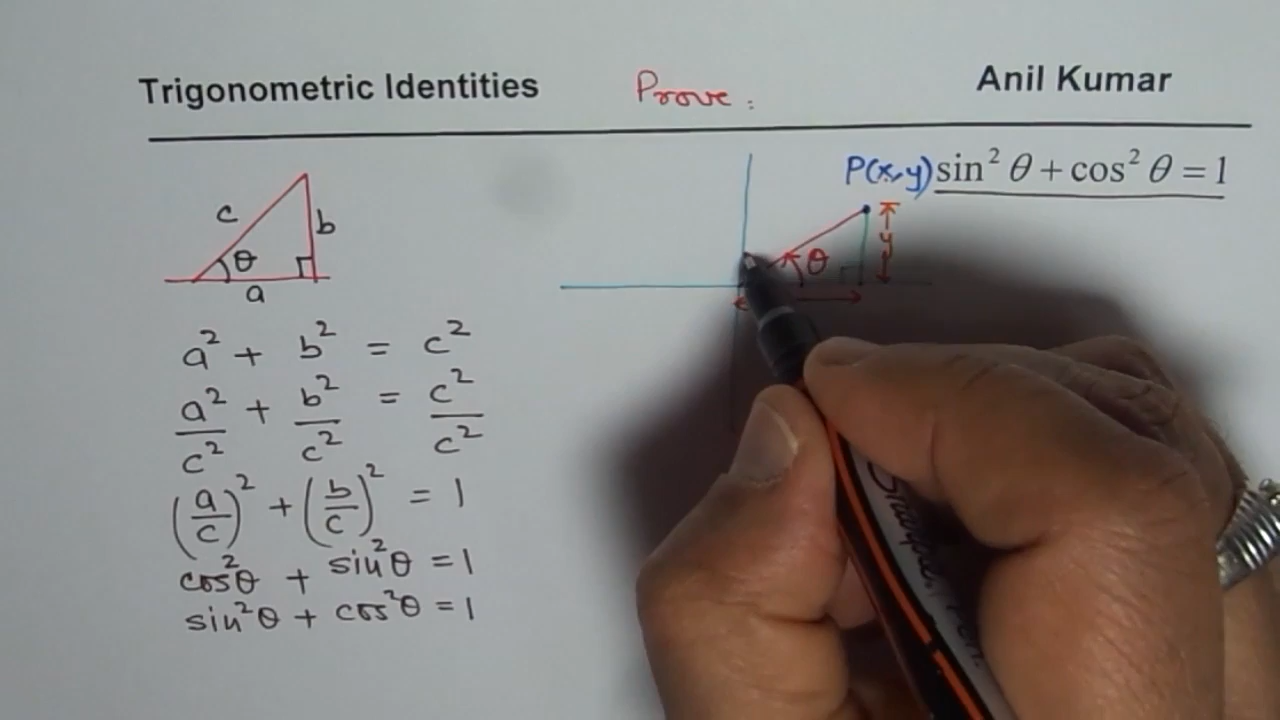 Trigonometric Identities Prove: Anil Kumar
P(x,y) sin² θ + cos² θ = 1
c b θ a
y θ
a² + b² = c²
a²/c² + b²/c² = c²/c²
(a/c)² + (b/c)² = 1
cos²θ + sin²θ = 1
sin²θ + cos²θ = 1
Sharpie